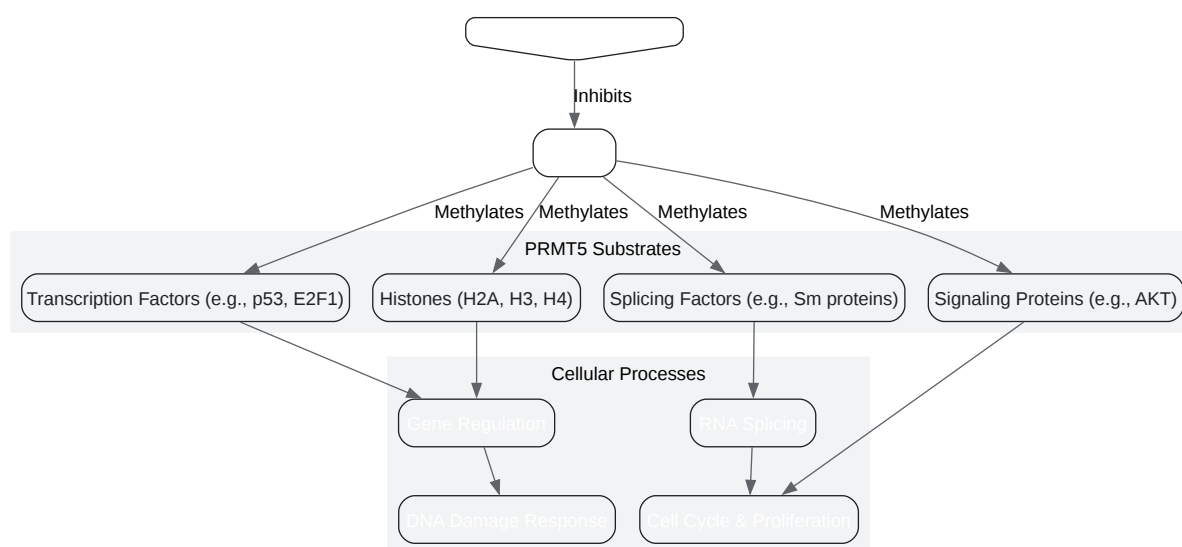 Inhibits
Methylates Methylates Methylates Methylates
PRMT5 Substrates
Transcription Factors (e.g., p53, E2F1) Histones (H2A, H3, H4) Splicing Factors (e.g., Sm proteins) Signaling Proteins (e.g., AKT)
Cellular Processes
Gene Regulation RNA Splicing
DNA Damage Response Cell Cycle & Proliferation